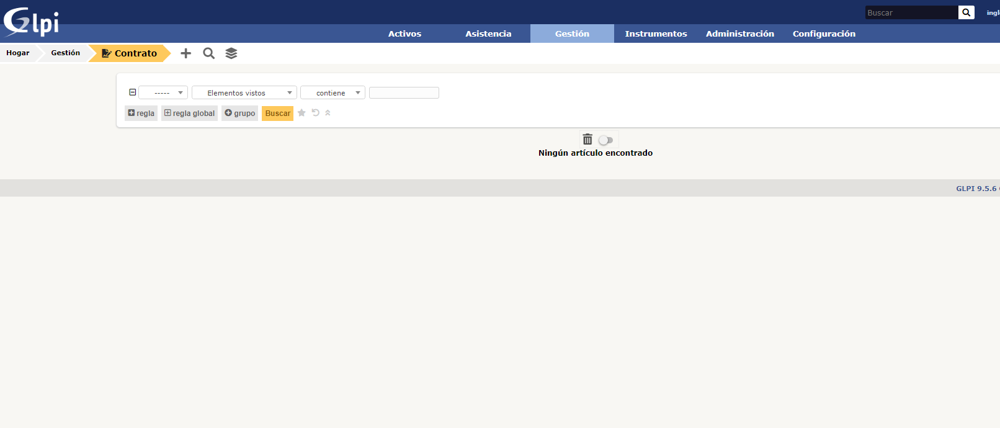 Glpi
Buscar
Activos Asistencia Gestión Instrumentos Administración Configuración
Hogar Gestión Contrato
----- Elementos vistos contiene
regla regla global grupo Buscar
Ningún artículo encontrado
GLPI 9.5.6